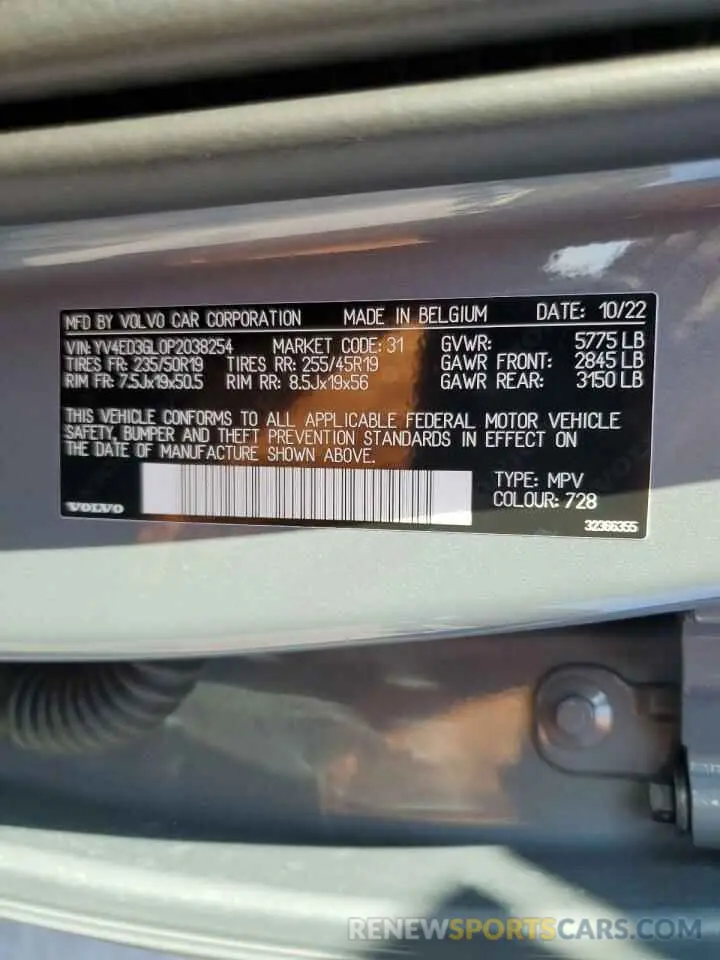 MFD BY VOLVO CAR CORPORATION MADE IN BELGIUM DATE: 10/22
VIN: YV4ED3GL0P2038254 MARKET CODE: 31 GVWR: 5775 LB
TIRES FR: 235/50R19 TIRES RR: 255/45R19 GAWR FRONT: 2845 LB
RIM FR: 7.5Jx19x50.5 RIM RR: 8.5Jx19x56 GAWR REAR: 3150 LB
THIS VEHICLE CONFORMS TO ALL APPLICABLE FEDERAL MOTOR VEHICLE
SAFETY, BUMPER AND THEFT PREVENTION STANDARDS IN EFFECT ON
THE DATE OF MANUFACTURE SHOWN ABOVE.
TYPE: MPV
COLOUR: 728
VOLVO
32366355
RENEWSPORTSCARS.COM